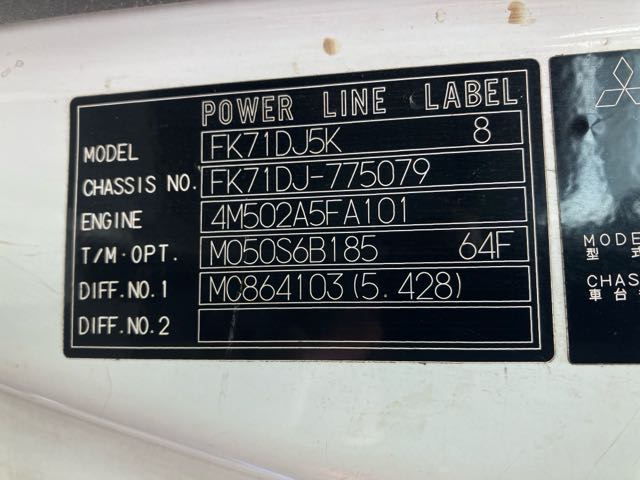 POWER LINE LABEL
MODEL FK71DJ5K 8
CHASSIS NO. FK71DJ-775079
ENGINE 4M502A5FA101
T/M·OPT. M050S6B185 64F
DIFF.NO.1 MC864103(5.428)
DIFF.NO.2
MODE
型 式
CHAS
車台